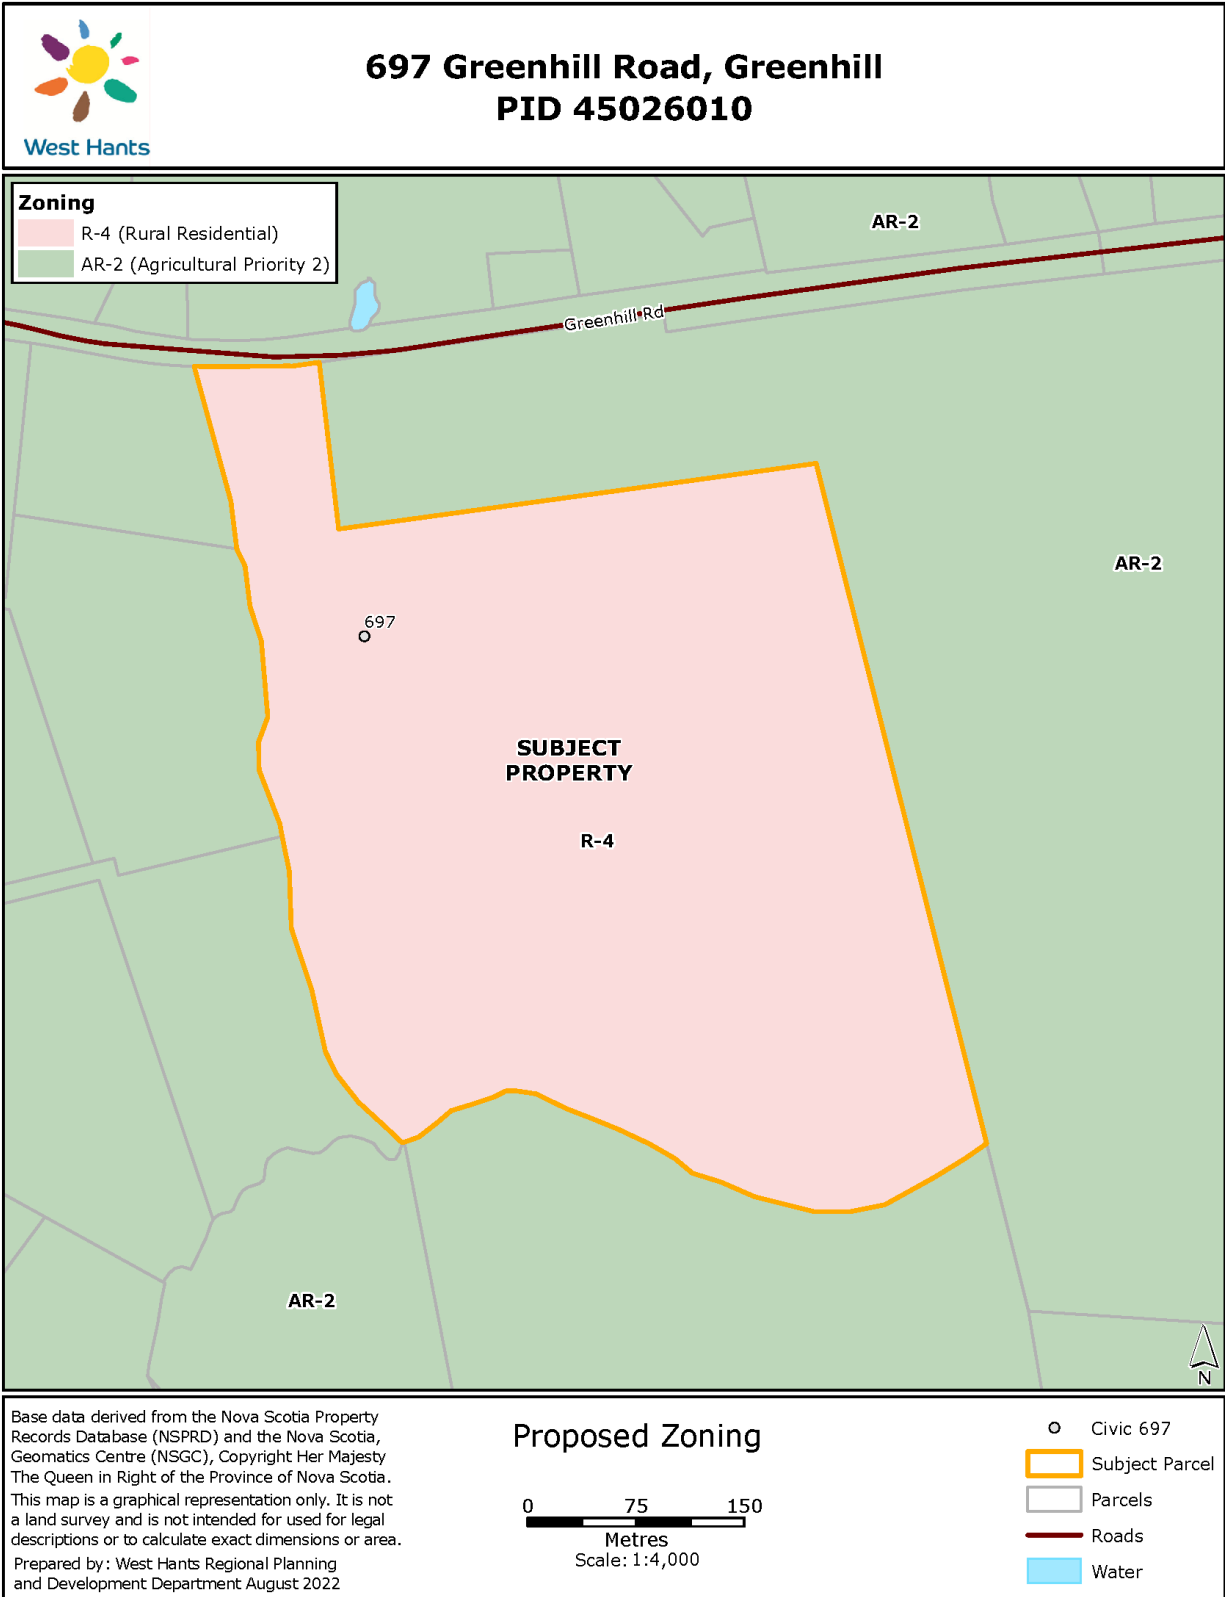 West Hants
697 Greenhill Road, Greenhill
PID 45026010
Zoning
R-4 (Rural Residential)
AR-2 (Agricultural Priority 2)
AR-2
Greenhill Rd
AR-2
697
SUBJECT
PROPERTY
R-4
AR-2
N
Base data derived from the Nova Scotia Property
Records Database (NSPRD) and the Nova Scotia,
Geomatics Centre (NSGC), Copyright Her Majesty
The Queen in Right of the Province of Nova Scotia.
This map is a graphical representation only. It is not
a land survey and is not intended for used for legal
descriptions or to calculate exact dimensions or area.
Prepared by: West Hants Regional Planning
and Development Department August 2022
Proposed Zoning
0 75 150
Metres
Scale: 1:4,000
Civic 697
Subject Parcel
Parcels
Roads
Water